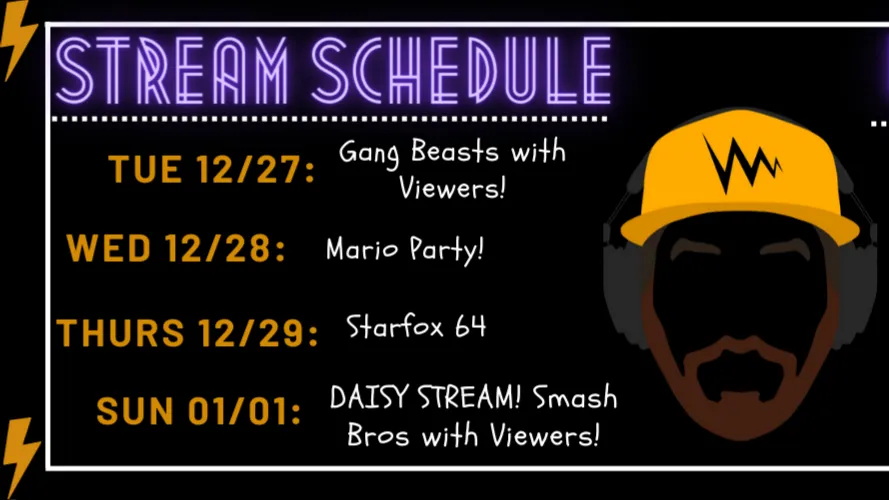 STREAM SCHEDULE
TUE 12/27: Gang Beasts with
Viewers!
WED 12/28: Mario Party!
THURS 12/29: Starfox 64
SUN 01/01: DAISY STREAM! Smash
Bros with Viewers!